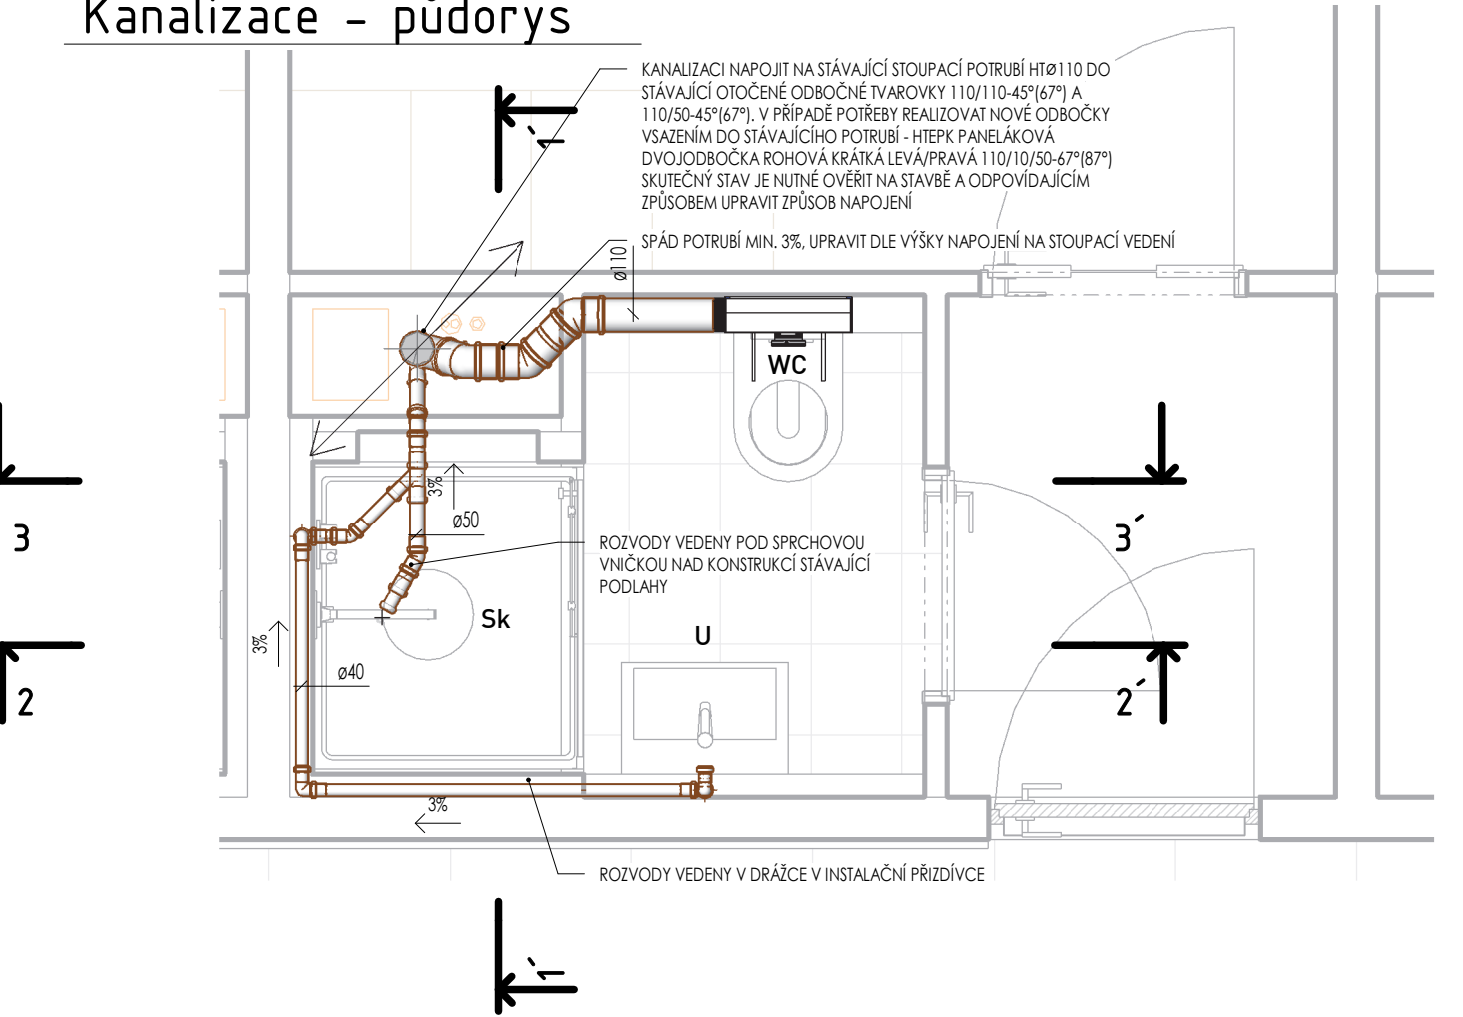 Kanalizace - půdorys
KANALIZACI NAPOJIT NA STÁVAJÍCÍ STOUPACÍ POTRUBÍ HTØ110 DO
STÁVAJÍCÍ OTOČENÉ ODBOČNÉ TVAROVKY 110/110-45°(67°) A
110/50-45°(67°). V PŘÍPADĚ POTŘEBY REALIZOVAT NOVÉ ODBOČKY
VSAZENÍM DO STÁVAJÍCÍHO POTRUBÍ - HTEPK PANELÁKOVÁ
DVOJODBOČKA ROHOVÁ KRÁTKÁ LEVÁ/PRAVÁ 110/10/50-67°(87°)
SKUTEČNÝ STAV JE NUTNÉ OVĚŘIT NA STAVBĚ A ODPOVÍDAJÍCÍM
ZPŮSOBEM UPRAVIT ZPŮSOB NAPOJENÍ
SPÁD POTRUBÍ MIN. 3%, UPRAVIT DLE VÝŠKY NAPOJENÍ NA STOUPACÍ VEDENÍ
1´
ø110
WC
3%
ø50
3
3´
ROZVODY VEDENY POD SPRCHOVOU
VNIČKOU NAD KONSTRUKCÍ STÁVAJÍCÍ
PODLAHY
Sk
U
3%
ø40
2
2´
3%
ROZVODY VEDENY V DRÁŽCE V INSTALAČNÍ PŘIZDÍVCE
1´